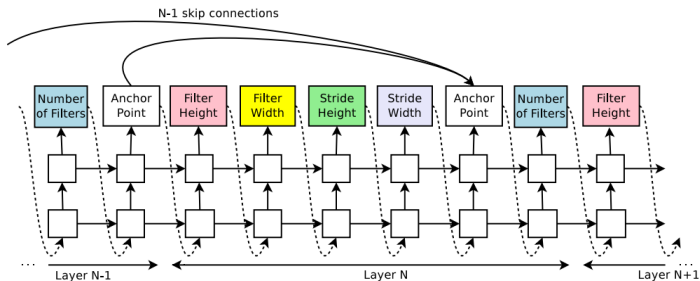 N-1 skip connections
Number
of Filters
Anchor
Point
Filter
Height
Filter
Width
Stride
Height
Stride
Width
Anchor
Point
Number
of Filters
Filter
Height
...
Layer N-1
Layer N
Layer N+1
...